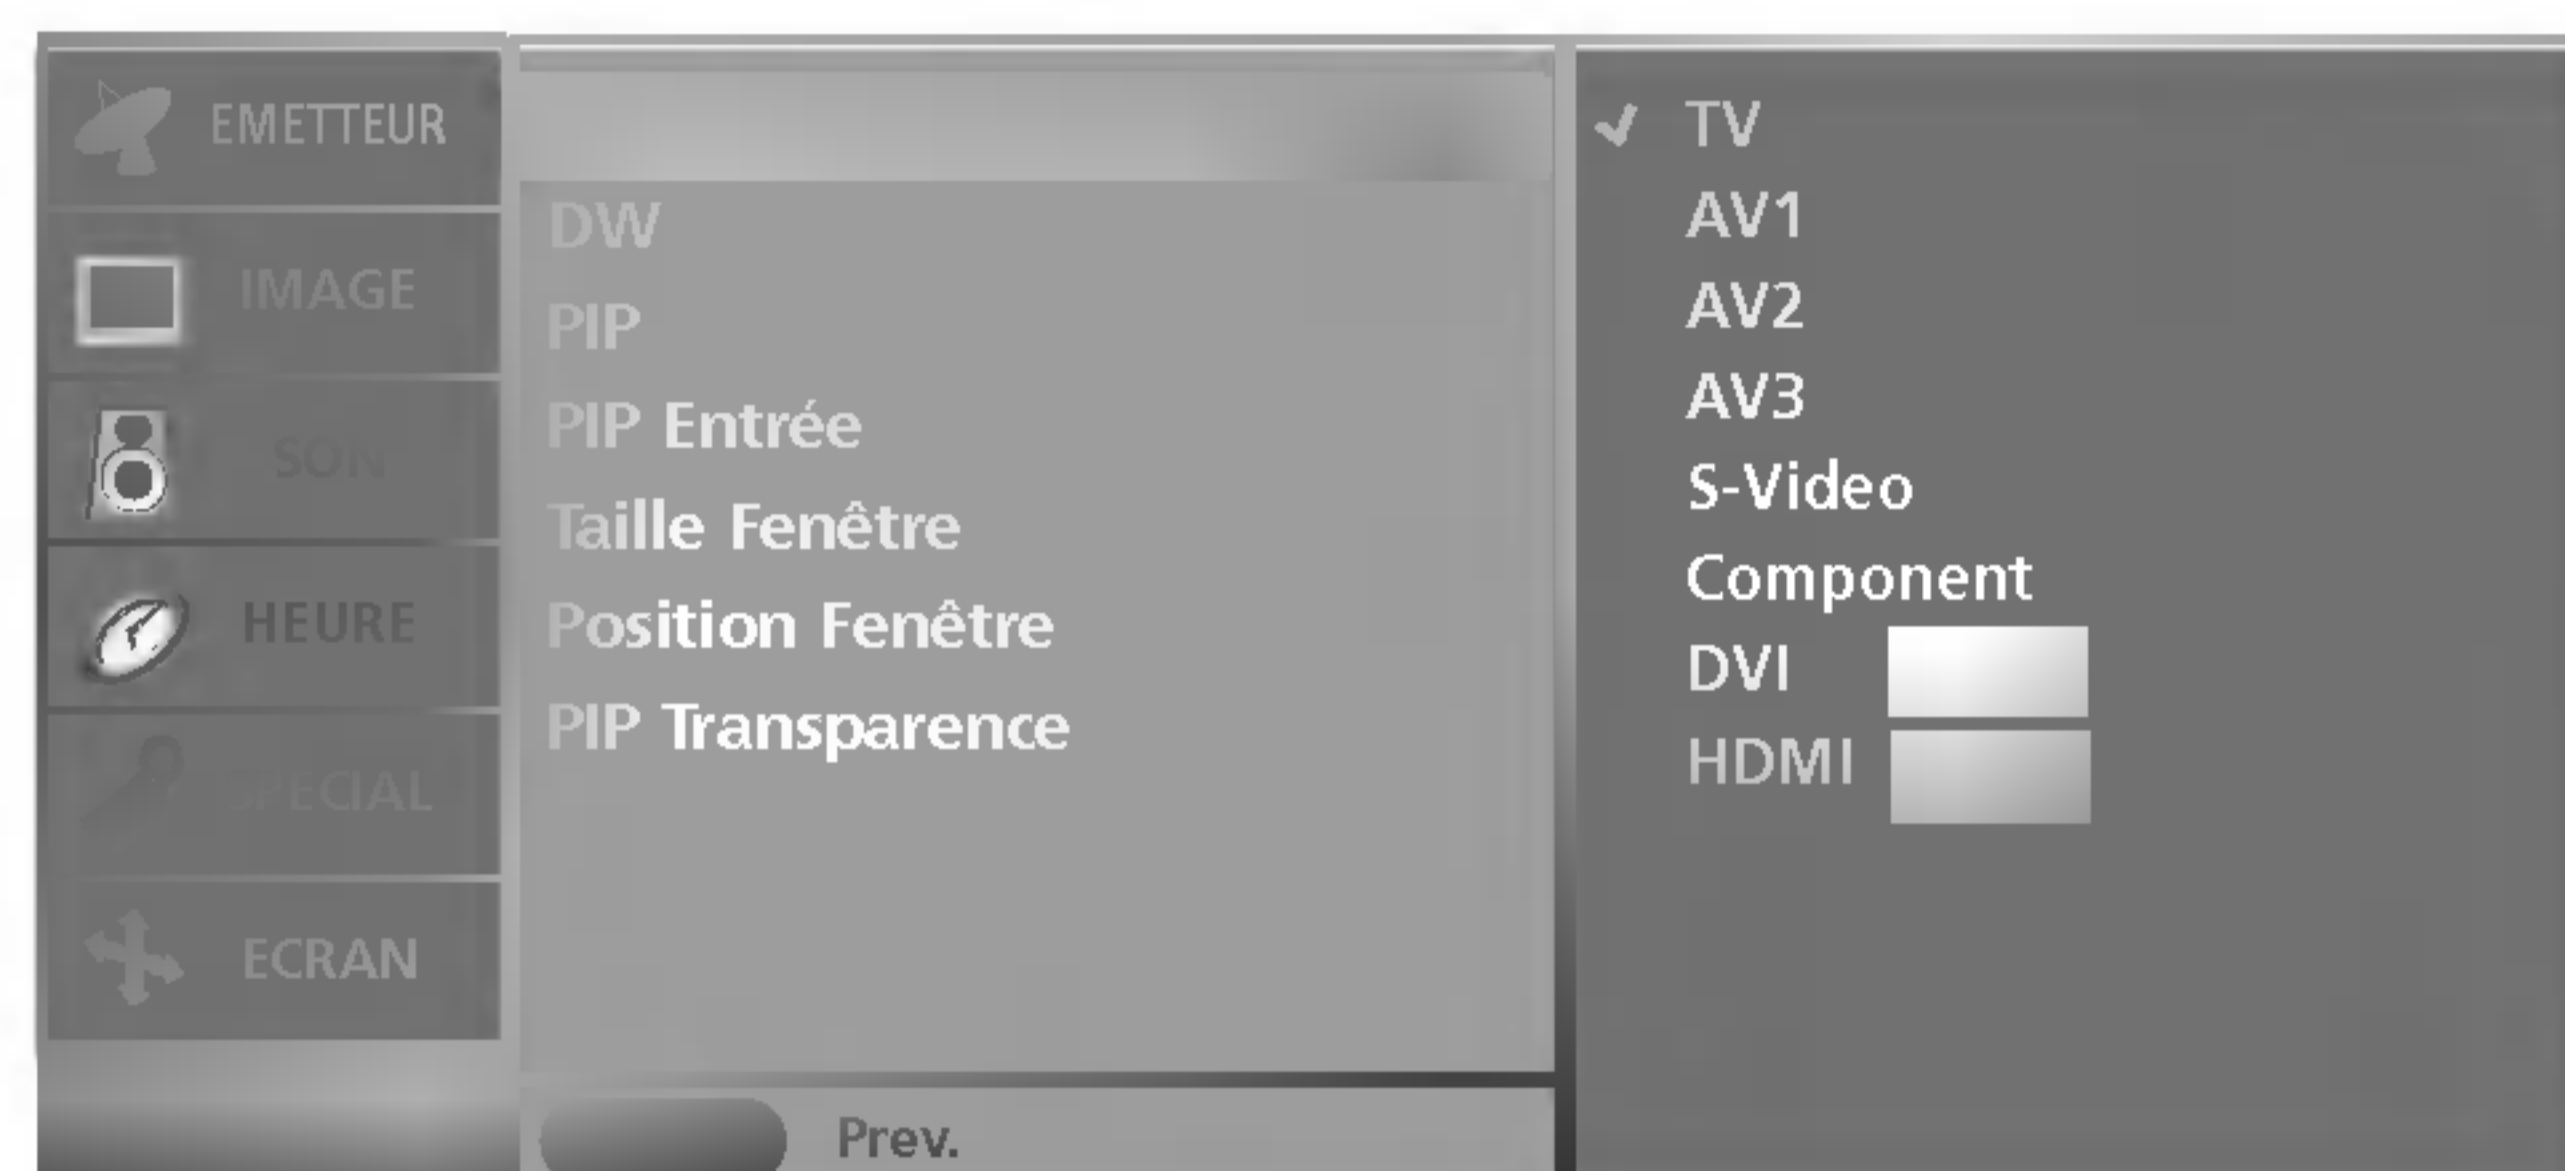 EMETTEUR
IMAGE
SON
HEURE
SPECIAL
ECRAN
DW
PIP
PIP Entrée
Taille Fenêtre
Position Fenêtre
PIP Transparence
Prev.
TV
AV1
AV2
AV3
S-Video
Component
DVI
HDMI